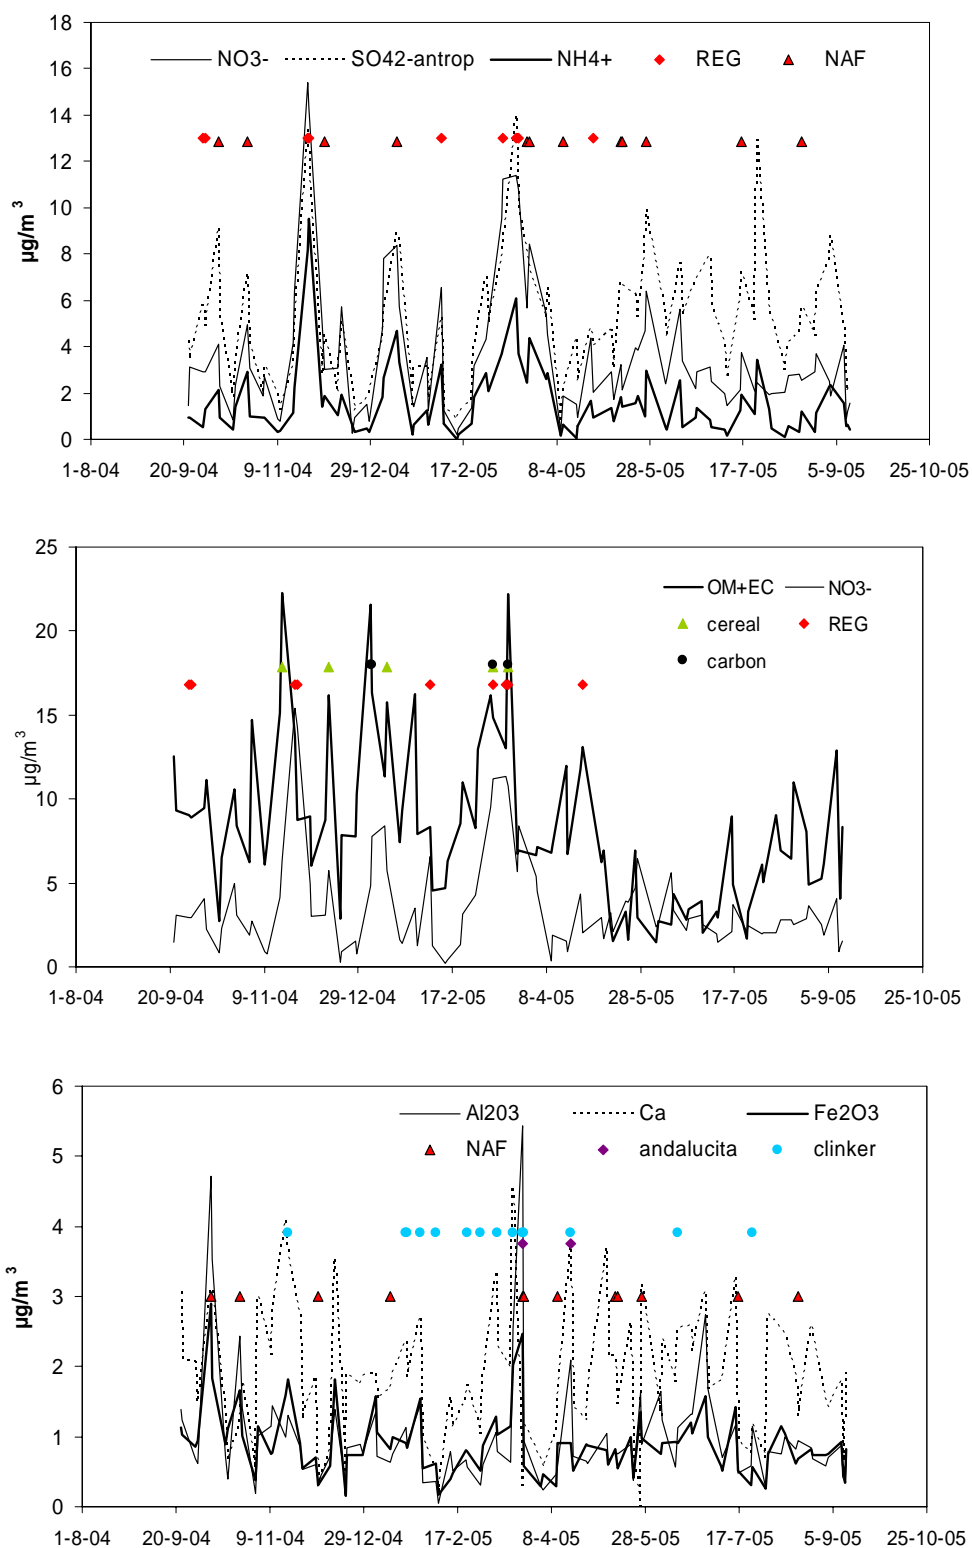 18
NO3- SO42-antrop NH4+ REG NAF
16
14
12
10
8
6
4
2
0
µg/m³
1-8-04 20-9-04 9-11-04 29-12-04 17-2-05 8-4-05 28-5-05 17-7-05 5-9-05 25-10-05
25
OM+EC NO3-
cereal REG
carbon
20
15
10
5
0
µg/m³
1-8-04 20-9-04 9-11-04 29-12-04 17-2-05 8-4-05 28-5-05 17-7-05 5-9-05 25-10-05
6
Al2O3 Ca Fe2O3
NAF andalucita clinker
5
4
3
2
1
0
µg/m³
1-8-04 20-9-04 9-11-04 29-12-04 17-2-05 8-4-05 28-5-05 17-7-05 5-9-05 25-10-05